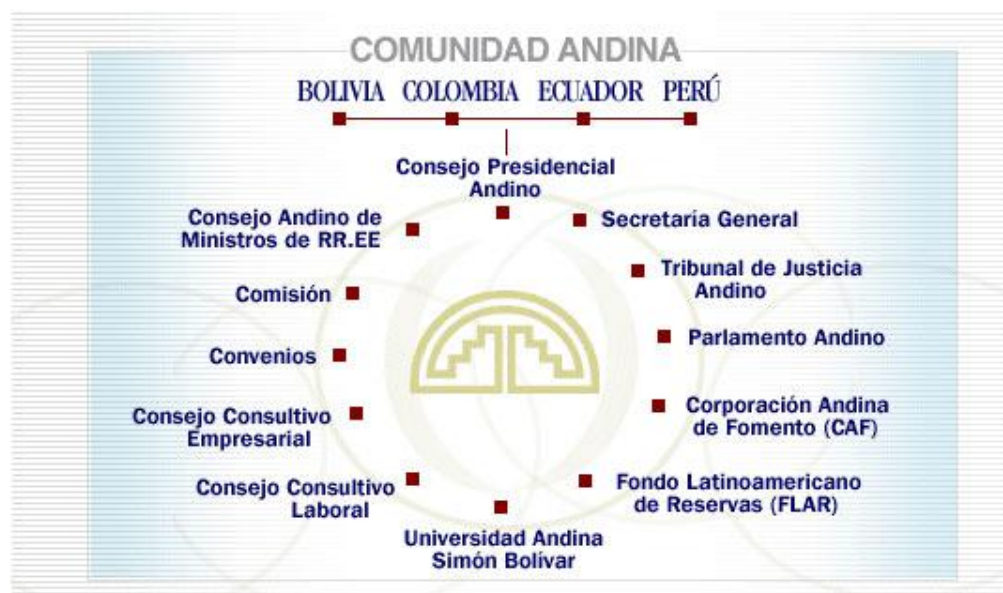 COMUNIDAD ANDINA
BOLIVIA COLOMBIA ECUADOR PERÚ
Consejo Presidencial
Andino
Consejo Andino de
Ministros de RR.EE
Secretaría General
Comisión
Tribunal de Justicia
Andino
Convenios
Parlamento Andino
Consejo Consultivo
Empresarial
Corporación Andina
de Fomento (CAF)
Consejo Consultivo
Laboral
Fondo Latinoamericano
de Reservas (FLAR)
Universidad Andina
Simón Bolívar